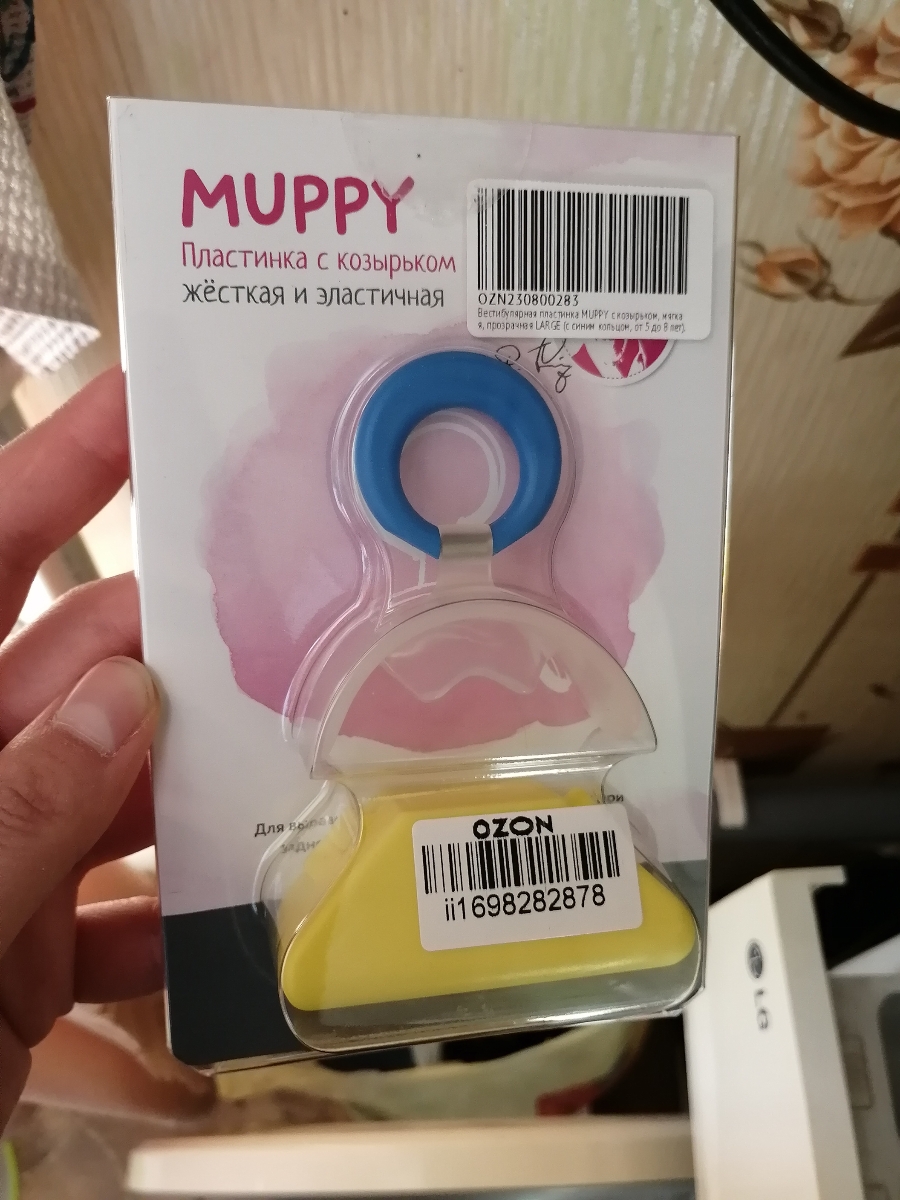 MUPPY
Пластинка с козырьком
жёсткая и эластичная
OZN230800283
Вестибулярная пластинка MUPPY с козырьком, мягка
я, прозрачная LARGE (с синим кольцом, от 5 до 8 лет).
Для
OZON
ii1698282878
LG